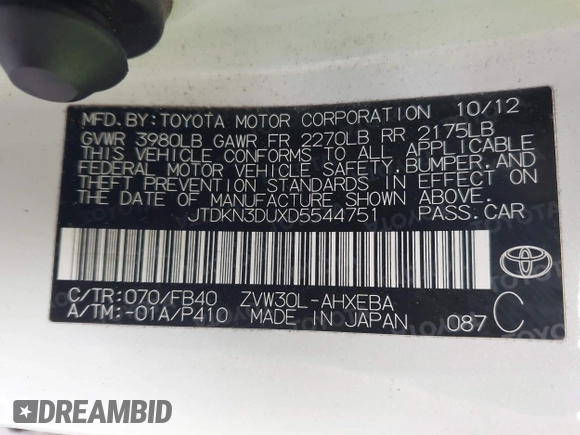 MFD. BY: TOYOTA MOTOR CORPORATION 10/12
GVWR 3980LB GAWR FR 2270LB RR 2175LB
THIS VEHICLE CONFORMS TO ALL APPLICABLE
FEDERAL MOTOR VEHICLE SAFETY, BUMPER, AND
THEFT PREVENTION STANDARDS IN EFFECT ON
THE DATE OF MANUFACTURE SHOWN ABOVE.
JTDKN3DUXD5544751 PASS. CAR
C/TR: 070/FB40 ZVW30L-AHXEBA
A/TM: -01A/P410 MADE IN JAPAN 087 C
DREAMBID